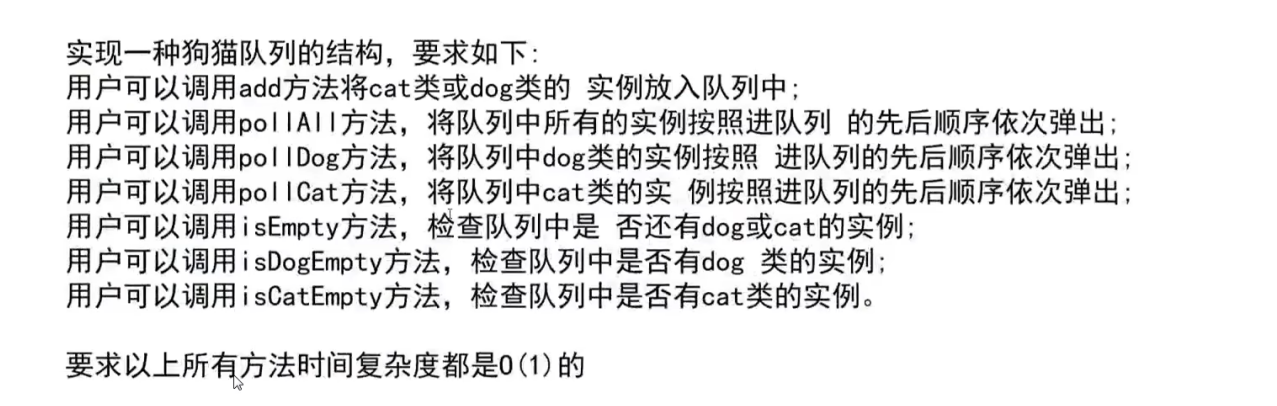 实现一种狗猫队列的结构，要求如下:
用户可以调用add方法将cat类或dog类的 实例放入队列中;
用户可以调用pollAll方法，将队列中所有的实例按照进队列 的先后顺序依次弹出;
用户可以调用pollDog方法，将队列中dog类的实例按照 进队列的先后顺序依次弹出;
用户可以调用pollCat方法，将队列中cat类的实 例按照进队列的先后顺序依次弹出;
用户可以调用isEmpty方法，检查队列中是 否还有dog或cat的实例;
用户可以调用isDogEmpty方法，检查队列中是否有dog 类的实例;
用户可以调用isCatEmpty方法，检查队列中是否有cat类的实例。
要求以上所有方法时间复杂度都是O(1)的